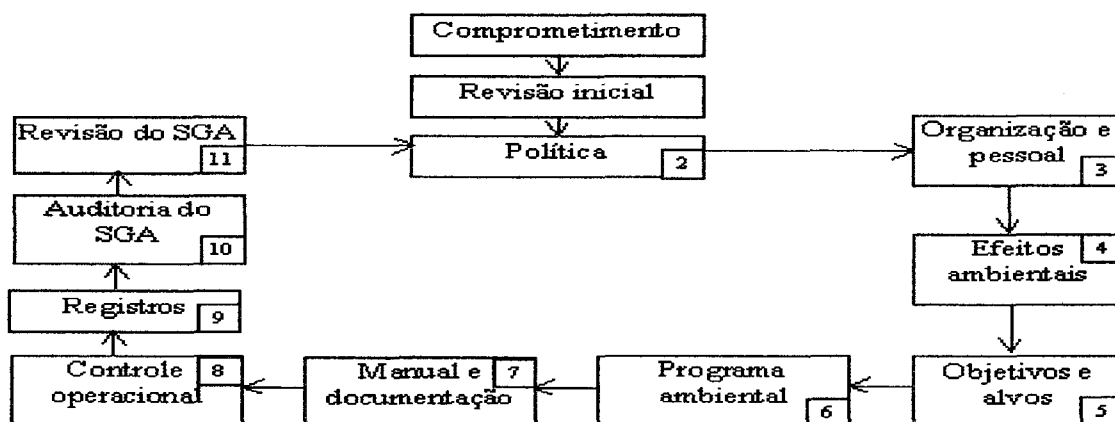 Comprometimento
Revisão inicial
Política
2
Organização e
pessoal
3
Efeitos
ambientais
4
Objetivos e
alvos
5
Programa
ambiental
6
Manual e
documentação
7
Controle
operacional
8
Registros
9
Auditoria do
SGA
10
Revisão do SGA
11